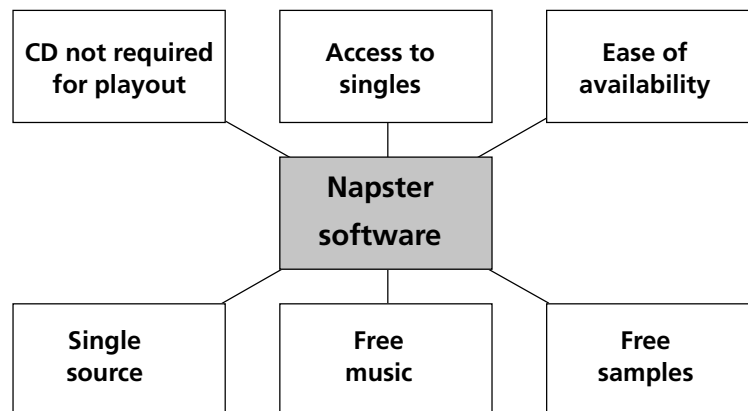 CD not required
for playout
Access to
singles
Ease of
availability
Napster
software
Single
source
Free
music
Free
samples